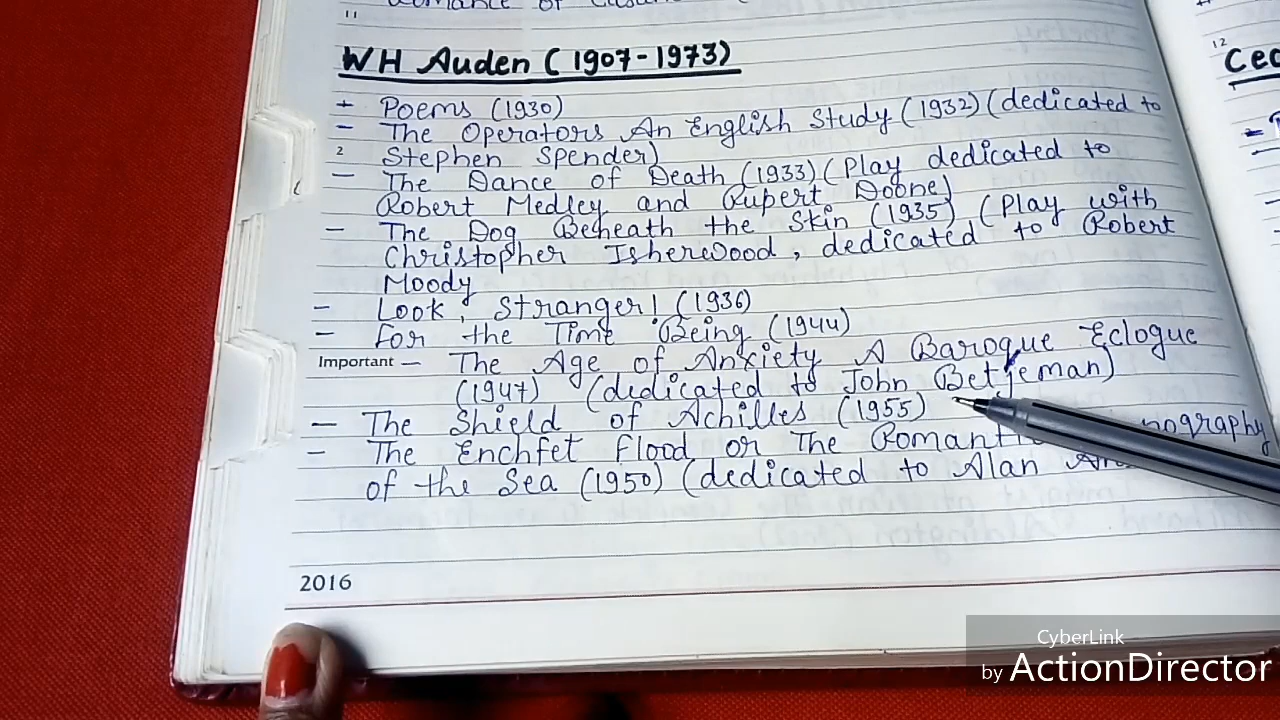 11
WH Auden (1907-1973)
+ Poems (1930)
- The Operators An English Study (1932) (dedicated to
2 Stephen Spender)
- The Dance of Death (1933) (Play dedicated to
Robert Medley and Rupert Doone)
- The Dog Beneath the Skin (1935) (Play with
Christopher Isherwood, dedicated to Robert
Moody
- Look, Stranger! (1936)
- For the Time Being (1944)
Important - The Age of Anxiety A Baroque Eclogue
(1947) (dedicated to John Betjeman)
- The Shield of Achilles (1955)
- The Enchfet Flood or The nography
of the Sea (1950) (dedicated to Alan
2016
12
CyberLink
by ActionDirector